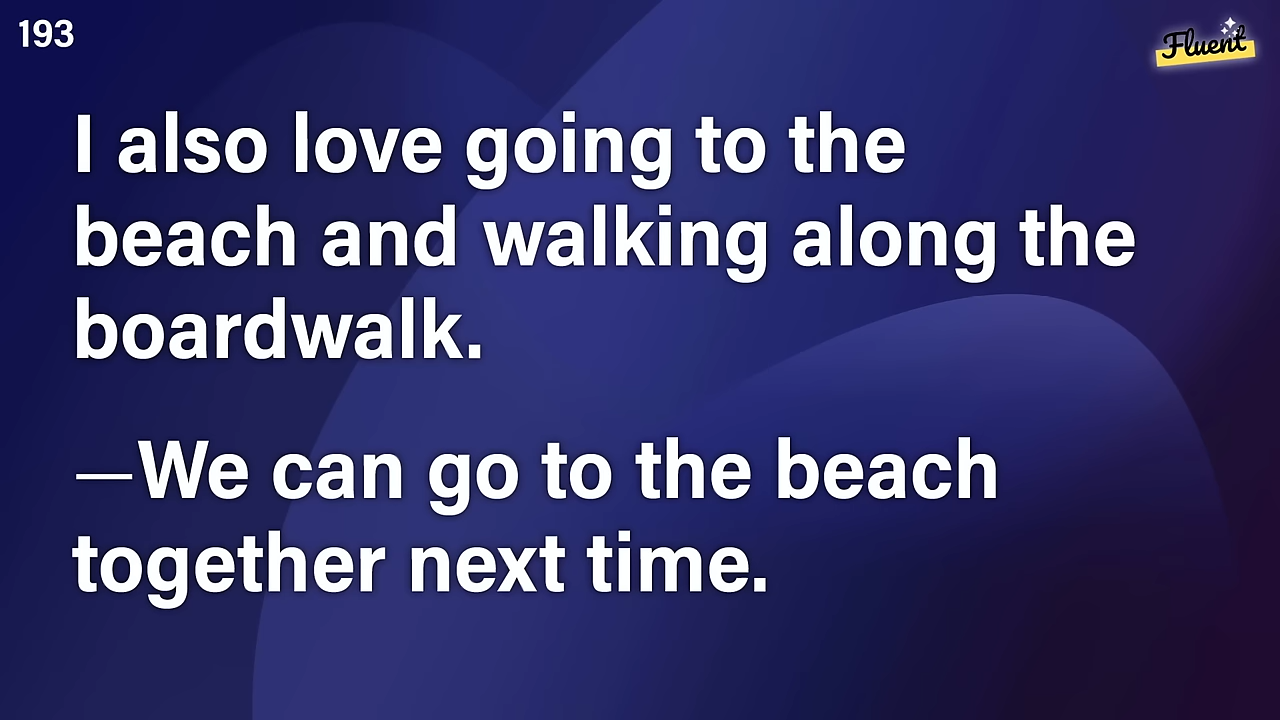 193
Fluent
I also love going to the
beach and walking along the
boardwalk.
—We can go to the beach
together next time.